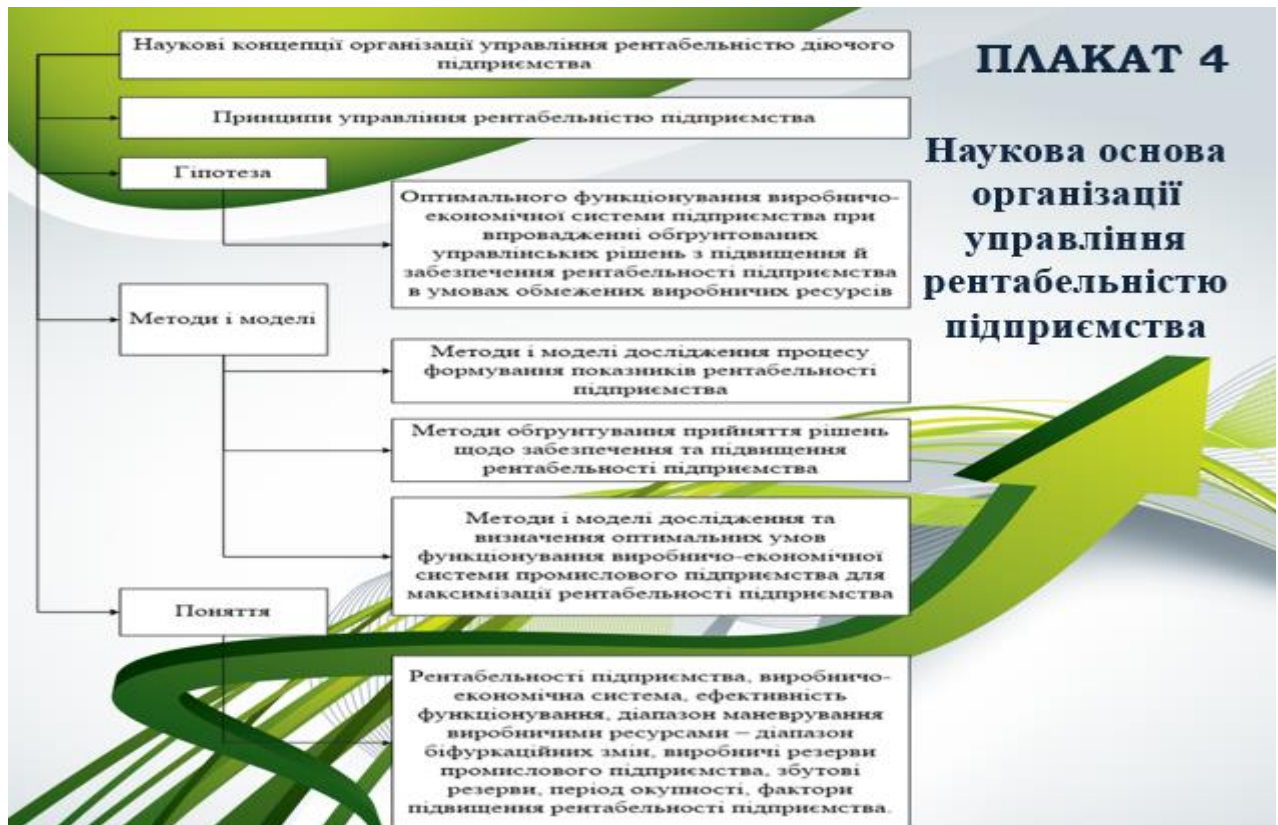 ПЛАКАТ 4
Наукова основа
організації
управління
рентабельністю
підприємства
Наукові концепції організації управління рентабельністю діючого
підприємства
Принципи управління рентабельністю підприємства
Гіпотеза
Оптимального функціонування виробничо-
економічної системи підприємства при
впровадженні обґрунтованих
управлінських рішень з підвищення й
забезпечення рентабельності підприємства
в умовах обмежених виробничих ресурсів
Методи і моделі
Методи і моделі дослідження процесу
формування показників рентабельності
підприємства
Методи обґрунтування прийняття рішень
щодо забезпечення та підвищення
рентабельності підприємства
Методи і моделі дослідження та
визначення оптимальних умов
функціонування виробничо-економічної
системи промислового підприємства для
максимізації рентабельності підприємства
Поняття
Рентабельності підприємства, виробничо-
економічна система, ефективність
функціонування, діапазон маневрування
виробничими ресурсами – діапазон
біфуркаційних змін, виробничі резерви
промислового підприємства, збутові
резерви, період окупності, фактори
підвищення рентабельності підприємства.